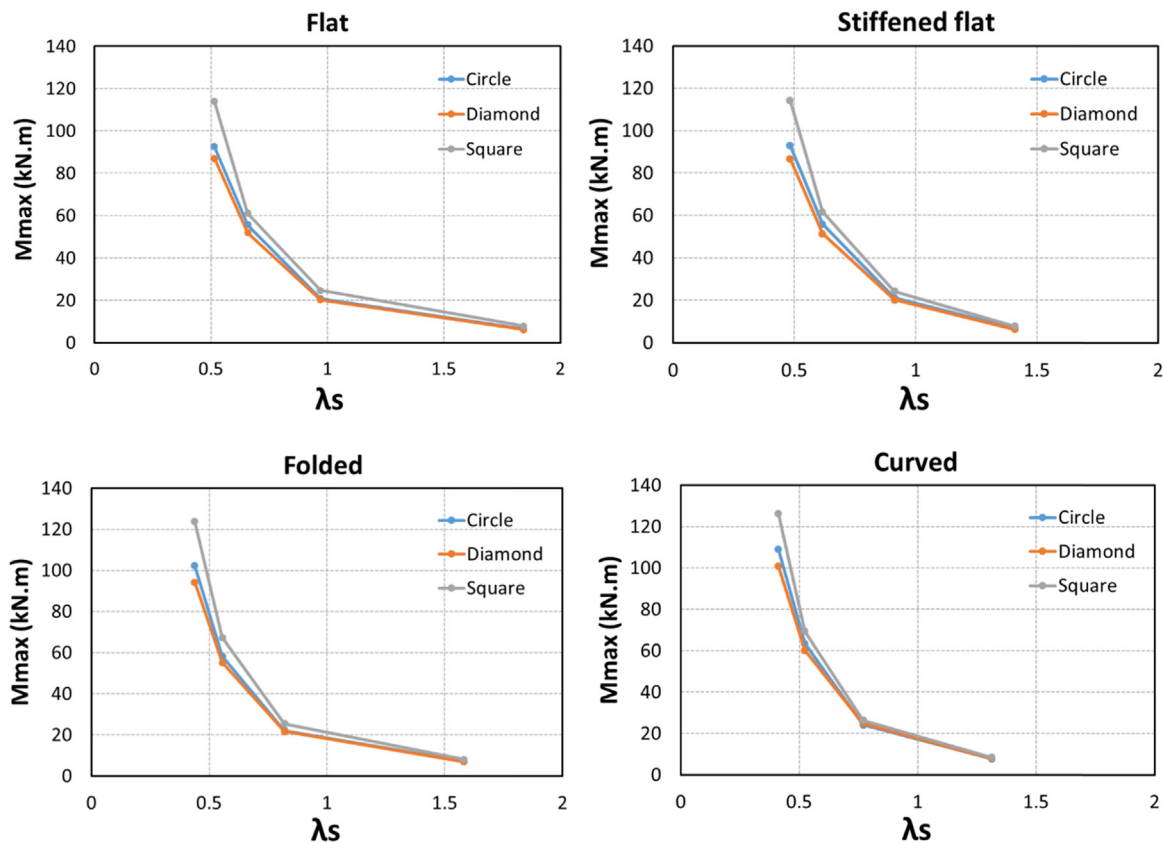 Flat
140
120
100
80
60
40
20
0
Mmax (kN.m)
Circle
Diamond
Square
0 0.5 1 1.5 2
λs
Stiffened flat
140
120
100
80
60
40
20
0
Mmax (kN.m)
Circle
Diamond
Square
0 0.5 1 1.5 2
λs
Folded
140
120
100
80
60
40
20
0
Mmax (kN.m)
Circle
Diamond
Square
0 0.5 1 1.5 2
λs
Curved
140
120
100
80
60
40
20
0
Mmax (kN.m)
Circle
Diamond
Square
0 0.5 1 1.5 2
λs